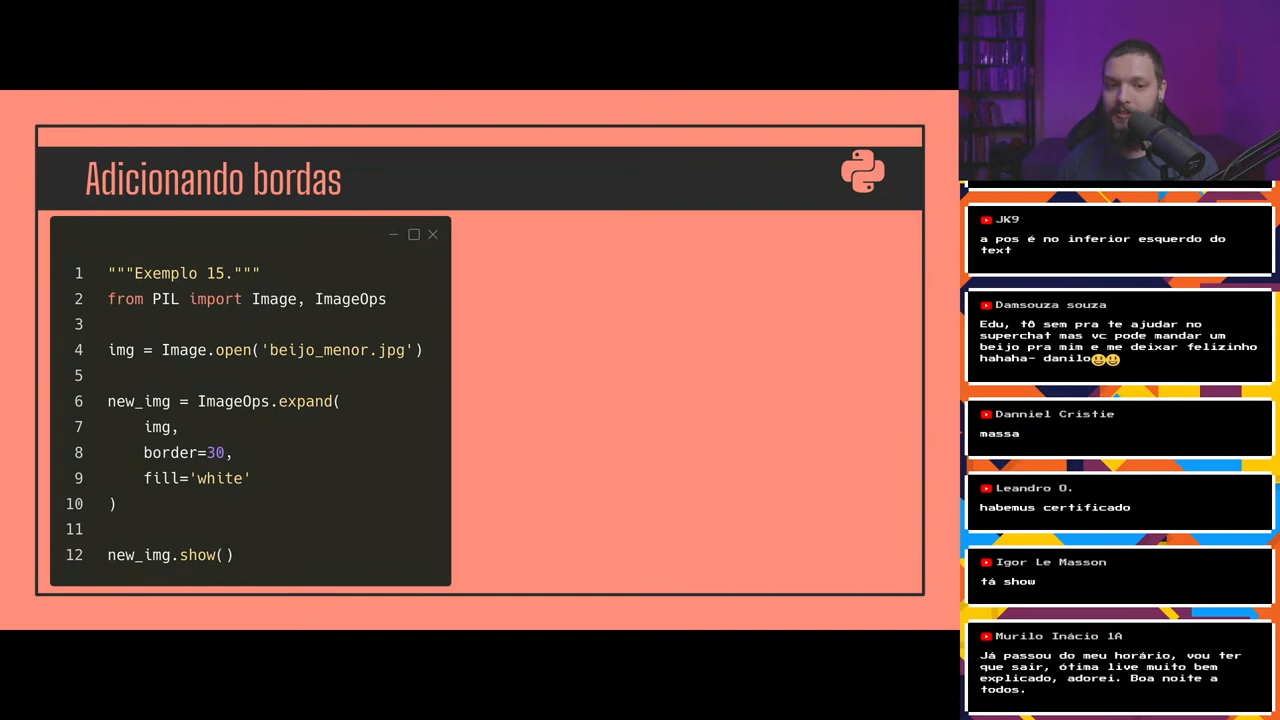 Adicionando bordas
1 """Exemplo 15."""
2 from PIL import Image, ImageOps
3
4 img = Image.open('beijo_menor.jpg')
5
6 new_img = ImageOps.expand(
7 img,
8 border=30,
9 fill='white'
10 )
11
12 new_img.show()
JK9
a pos é no inferior esquerdo do
text
Damsouza souza
Edu, tô sem pra te ajudar no
superchat mas vc pode mandar um
beijo pra mim e me deixar felizinho
hahaha- danilo😃😃
Danniel Cristie
massa
Leandro O.
habemus certificado
Igor Le Masson
tá show
Murilo Inácio 1A
Já passou do meu horário, vou ter
que sair, ótima live muito bem
explicado, adorei. Boa noite a
todos.